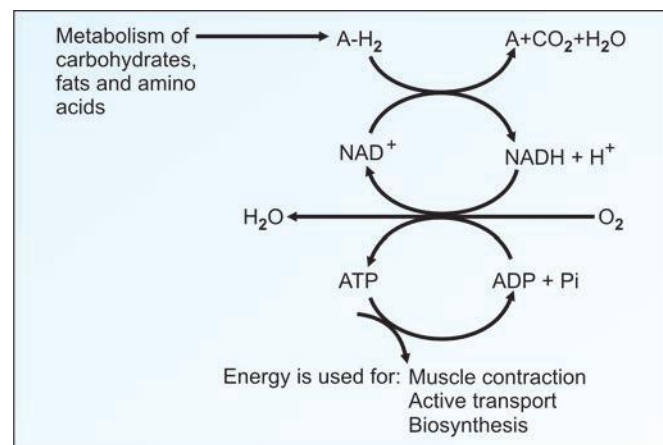 Metabolism of
carbohydrates,
fats and amino
acids
A-H₂
A+CO₂+H₂O
NAD⁺
NADH + H⁺
H₂O
O₂
ATP
ADP + Pi
Energy is used for: Muscle contraction
Active transport
Biosynthesis